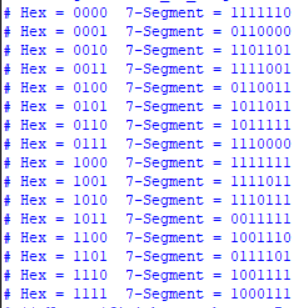 # Hex = 0000 7-Segment = 1111110
# Hex = 0001 7-Segment = 0110000
# Hex = 0010 7-Segment = 1101101
# Hex = 0011 7-Segment = 1111001
# Hex = 0100 7-Segment = 0110011
# Hex = 0101 7-Segment = 1011011
# Hex = 0110 7-Segment = 1011111
# Hex = 0111 7-Segment = 1110000
# Hex = 1000 7-Segment = 1111111
# Hex = 1001 7-Segment = 1111011
# Hex = 1010 7-Segment = 1110111
# Hex = 1011 7-Segment = 0011111
# Hex = 1100 7-Segment = 1001110
# Hex = 1101 7-Segment = 0111101
# Hex = 1110 7-Segment = 1001111
# Hex = 1111 7-Segment = 1000111